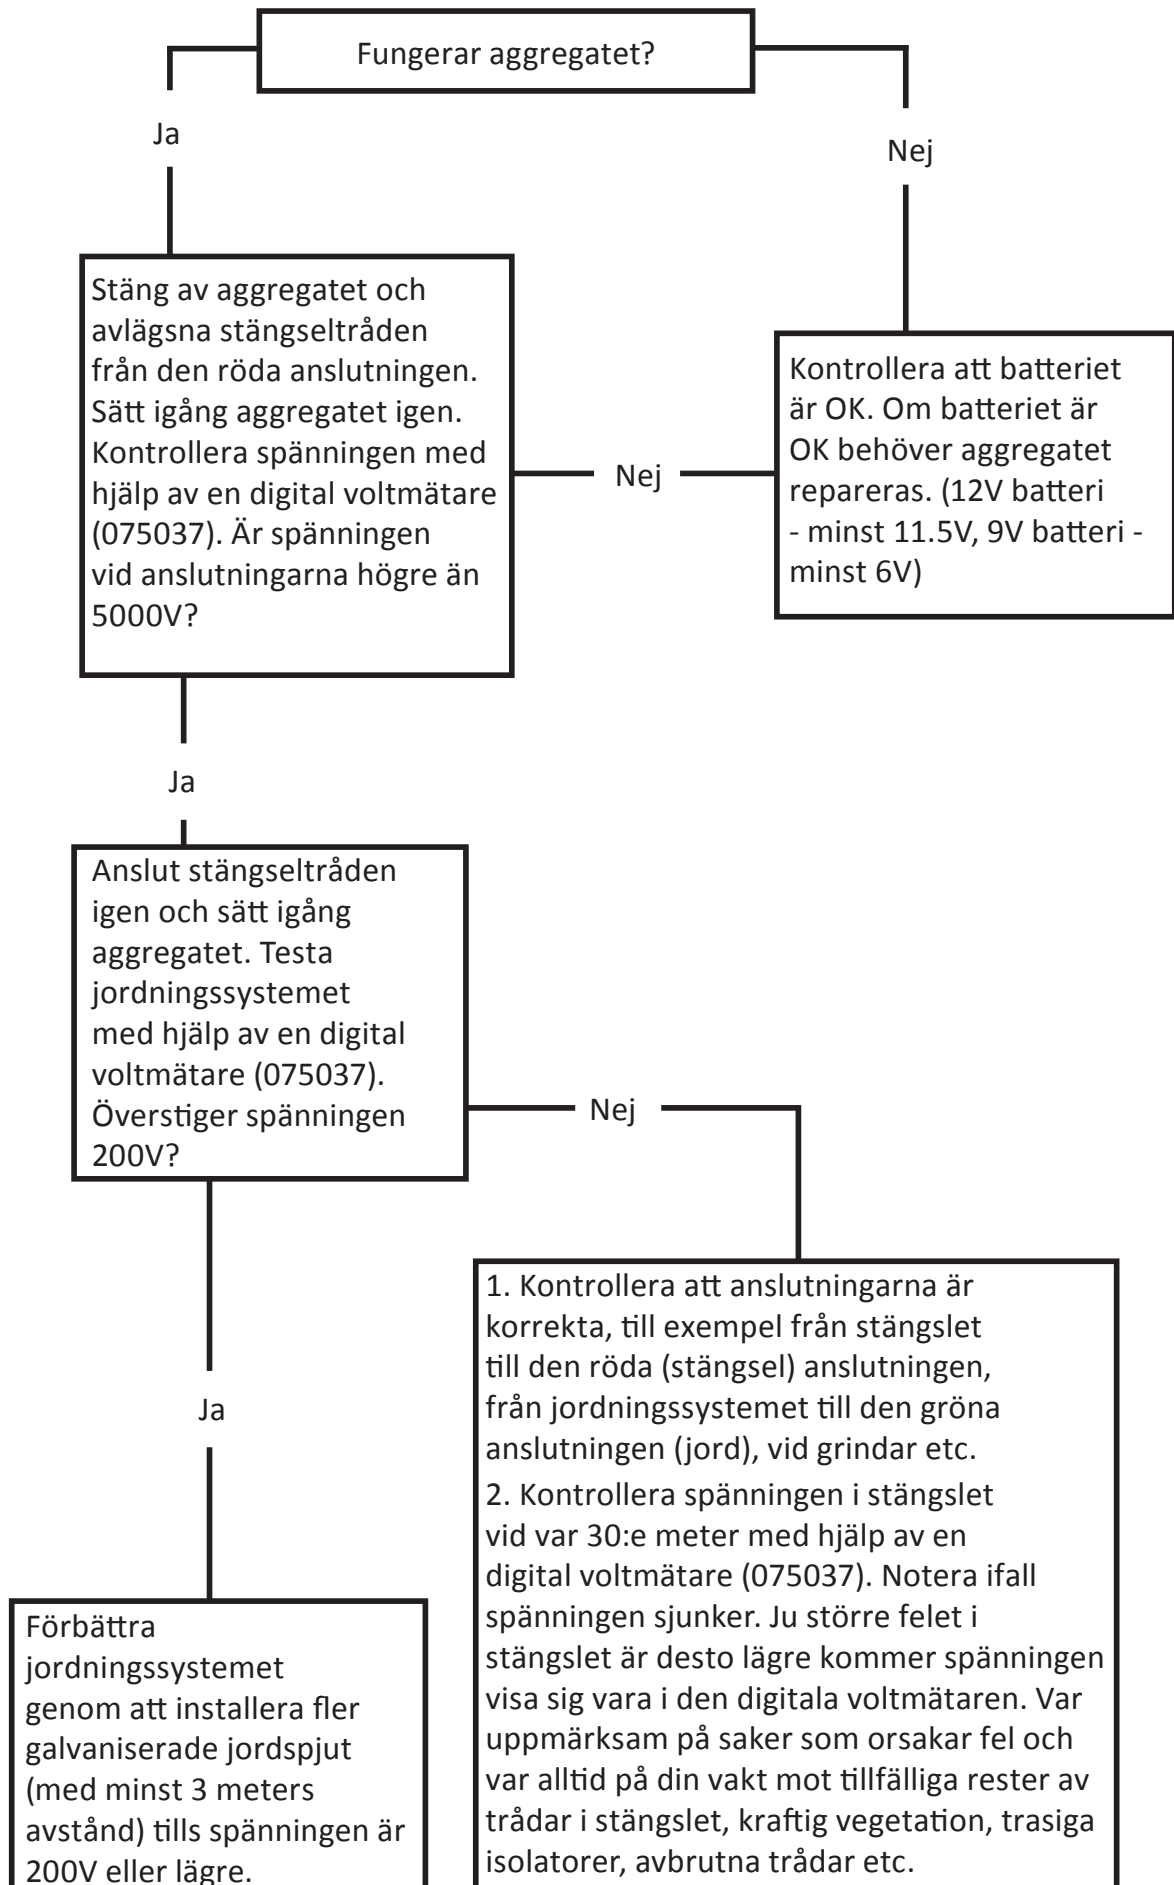 Fungerar aggregatet?
Ja
Nej
Stäng av aggregatet och
avlägsna stängseltråden
från den röda anslutningen.
Sätt igång aggregatet igen.
Kontrollera spänningen med
hjälp av en digital voltmätare
(075037). Är spänningen
vid anslutningarna högre än
5000V?
Nej
Kontrollera att batteriet
är OK. Om batteriet är
OK behöver aggregatet
repareras. (12V batteri
- minst 11.5V, 9V batteri -
minst 6V)
Ja
Anslut stängseltråden
igen och sätt igång
aggregatet. Testa
jordningssystemet
med hjälp av en digital
voltmätare (075037).
Överstiger spänningen
200V?
Nej
Ja
1. Kontrollera att anslutningarna är
korrekta, till exempel från stängslet
till den röda (stängsel) anslutningen,
från jordningssystemet till den gröna
anslutningen (jord), vid grindar etc.
2. Kontrollera spänningen i stängslet
vid var 30:e meter med hjälp av en
digital voltmätare (075037). Notera ifall
spänningen sjunker. Ju större felet i
stängslet är desto lägre kommer spänningen
visa sig vara i den digitala voltmätaren. Var
uppmärksam på saker som orsakar fel och
var alltid på din vakt mot tillfälliga rester av
trådar i stängslet, kraftig vegetation, trasiga
isolatorer, avbrutna trådar etc.
Förbättra
jordningssystemet
genom att installera fler
galvaniserade jordspjut
(med minst 3 meters
avstånd) tills spänningen är
200V eller lägre.